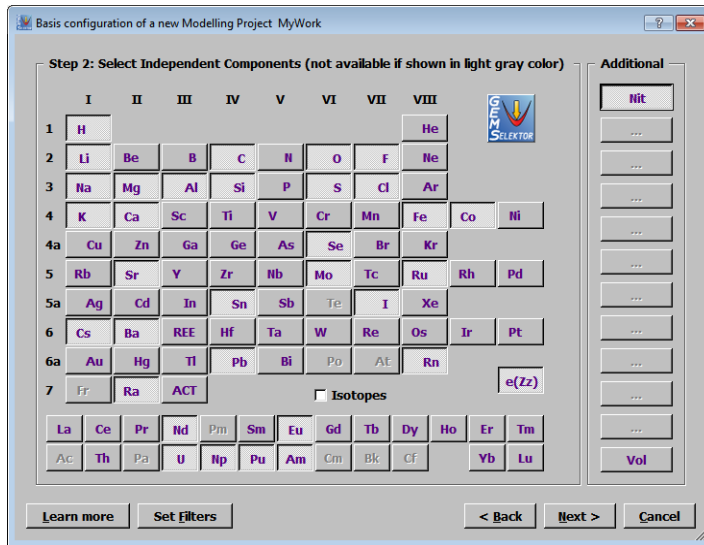 Basis configuration of a new Modelling Project MyWork
Step 2: Select Independent Components (not available if shown in light gray color)
Additional
I II III IV V VI VII VIII
GEM SELEKTOR
1 H He
2 Li Be B C N O F Ne
3 Na Mg Al Si P S Cl Ar
4 K Ca Sc Ti V Cr Mn Fe Co Ni
4a Cu Zn Ga Ge As Se Br Kr
5 Rb Sr Y Zr Nb Mo Tc Ru Rh Pd
5a Ag Cd In Sn Sb Te I Xe
6 Cs Ba REE Hf Ta W Re Os Ir Pt
6a Au Hg Tl Pb Bi Po At Rn
7 Fr Ra ACT
Isotopes
e(Zz)
La Ce Pr Nd Pm Sm Eu Gd Tb Dy Ho Er Tm
Ac Th Pa U Np Pu Am Cm Bk Cf Yb Lu
Nit
...
...
...
...
...
...
...
...
...
...
Vol
Learn more
Set Filters
< Back
Next >
Cancel